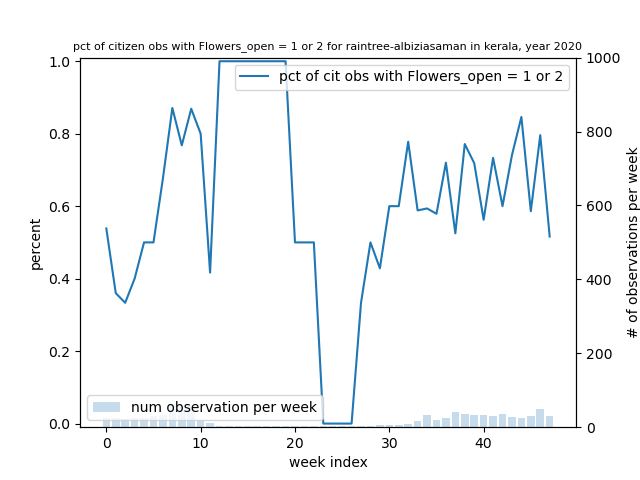 pct of citizen obs with Flowers_open = 1 or 2 for raintree-albiziasaman in kerala, year 2020
pct of cit obs with Flowers_open = 1 or 2
1.0
0.8
0.6
0.4
0.2
0.0
percent
1000
800
600
400
200
0
# of observations per week
num observation per week
0 10 20 30 40
week index